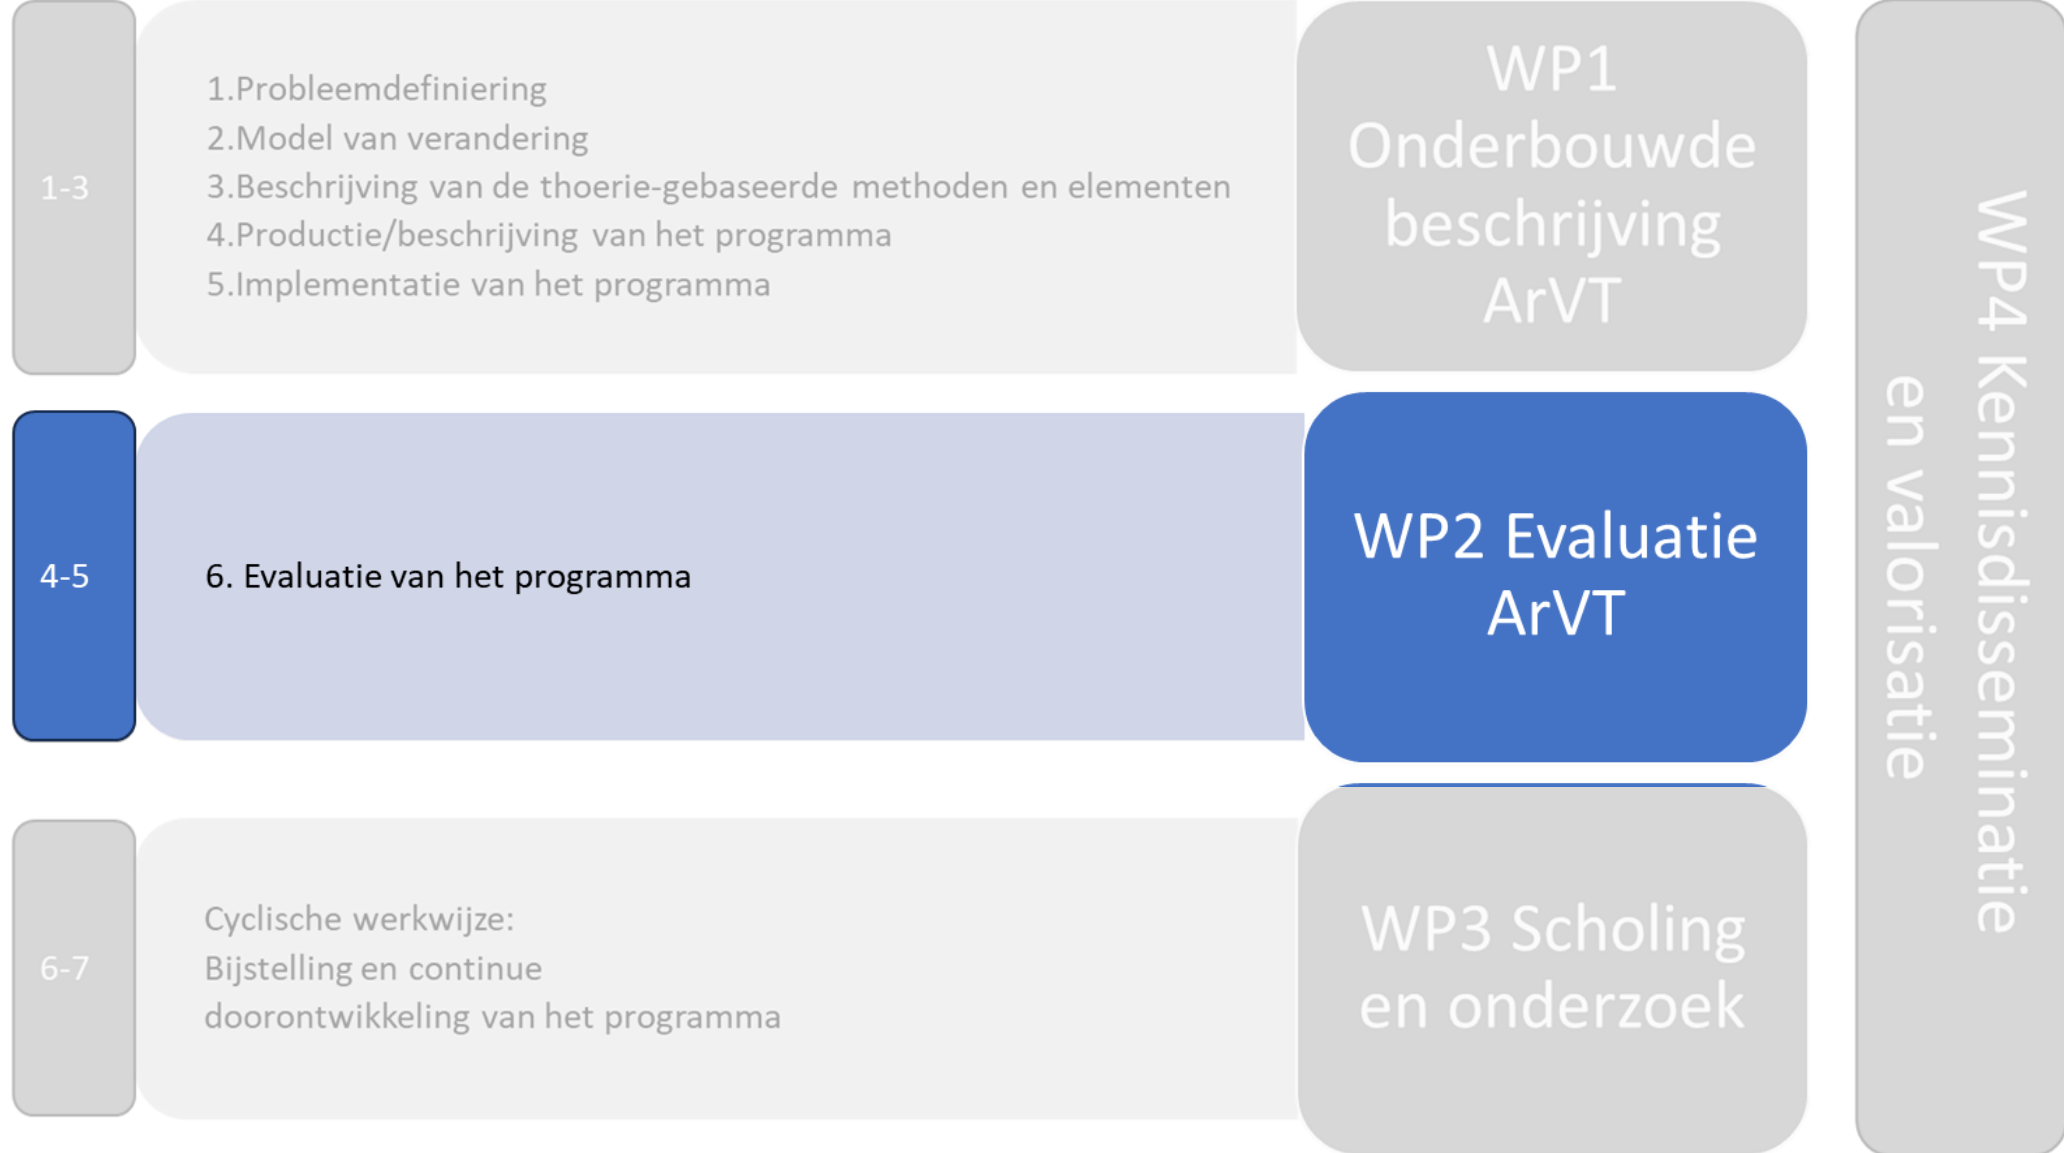 1-3
1.Probleemdefiniering
2.Model van verandering
3.Beschrijving van de thoerie-gebaseerde methoden en elementen
4.Productie/beschrijving van het programma
5.Implementatie van het programma
WP1
Onderbouwde
beschrijving
ArVT
4-5
6. Evaluatie van het programma
WP2 Evaluatie
ArVT
6-7
Cyclische werkwijze:
Bijstelling en continue
doorontwikkeling van het programma
WP3 Scholing
en onderzoek
WP4 Kennisdisseminatie
en valorisatie